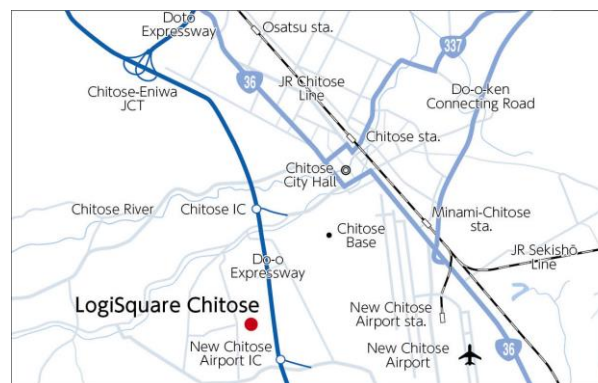 Doto
Expressway
Osatsu sta.
337
36
JR Chitose
Line
Do-o-ken
Connecting Road
Chitose-Eniwa
JCT
Chitose sta.
Chitose
City Hall
Chitose River
Chitose IC
Minami-Chitose
sta.
Chitose
Base
JR Sekishō
Line
Do-o
Expressway
LogiSquare Chitose
New Chitose
Airport sta.
New Chitose
Airport IC
New Chitose
Airport
36